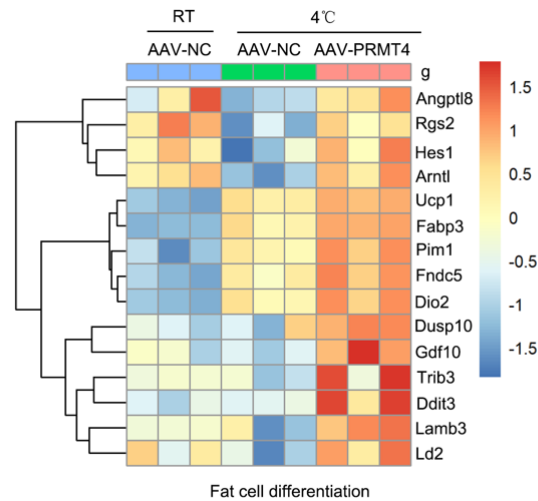 RT 4℃
AAV-NC AAV-NC AAV-PRMT4
g
Angptl8
Rgs2
Hes1
Arntl
Ucp1
Fabp3
Pim1
Fndc5
Dio2
Dusp10
Gdf10
Trib3
Ddit3
Lamb3
Ld2
1.5
1
0.5
0
-0.5
-1
-1.5
Fat cell differentiation